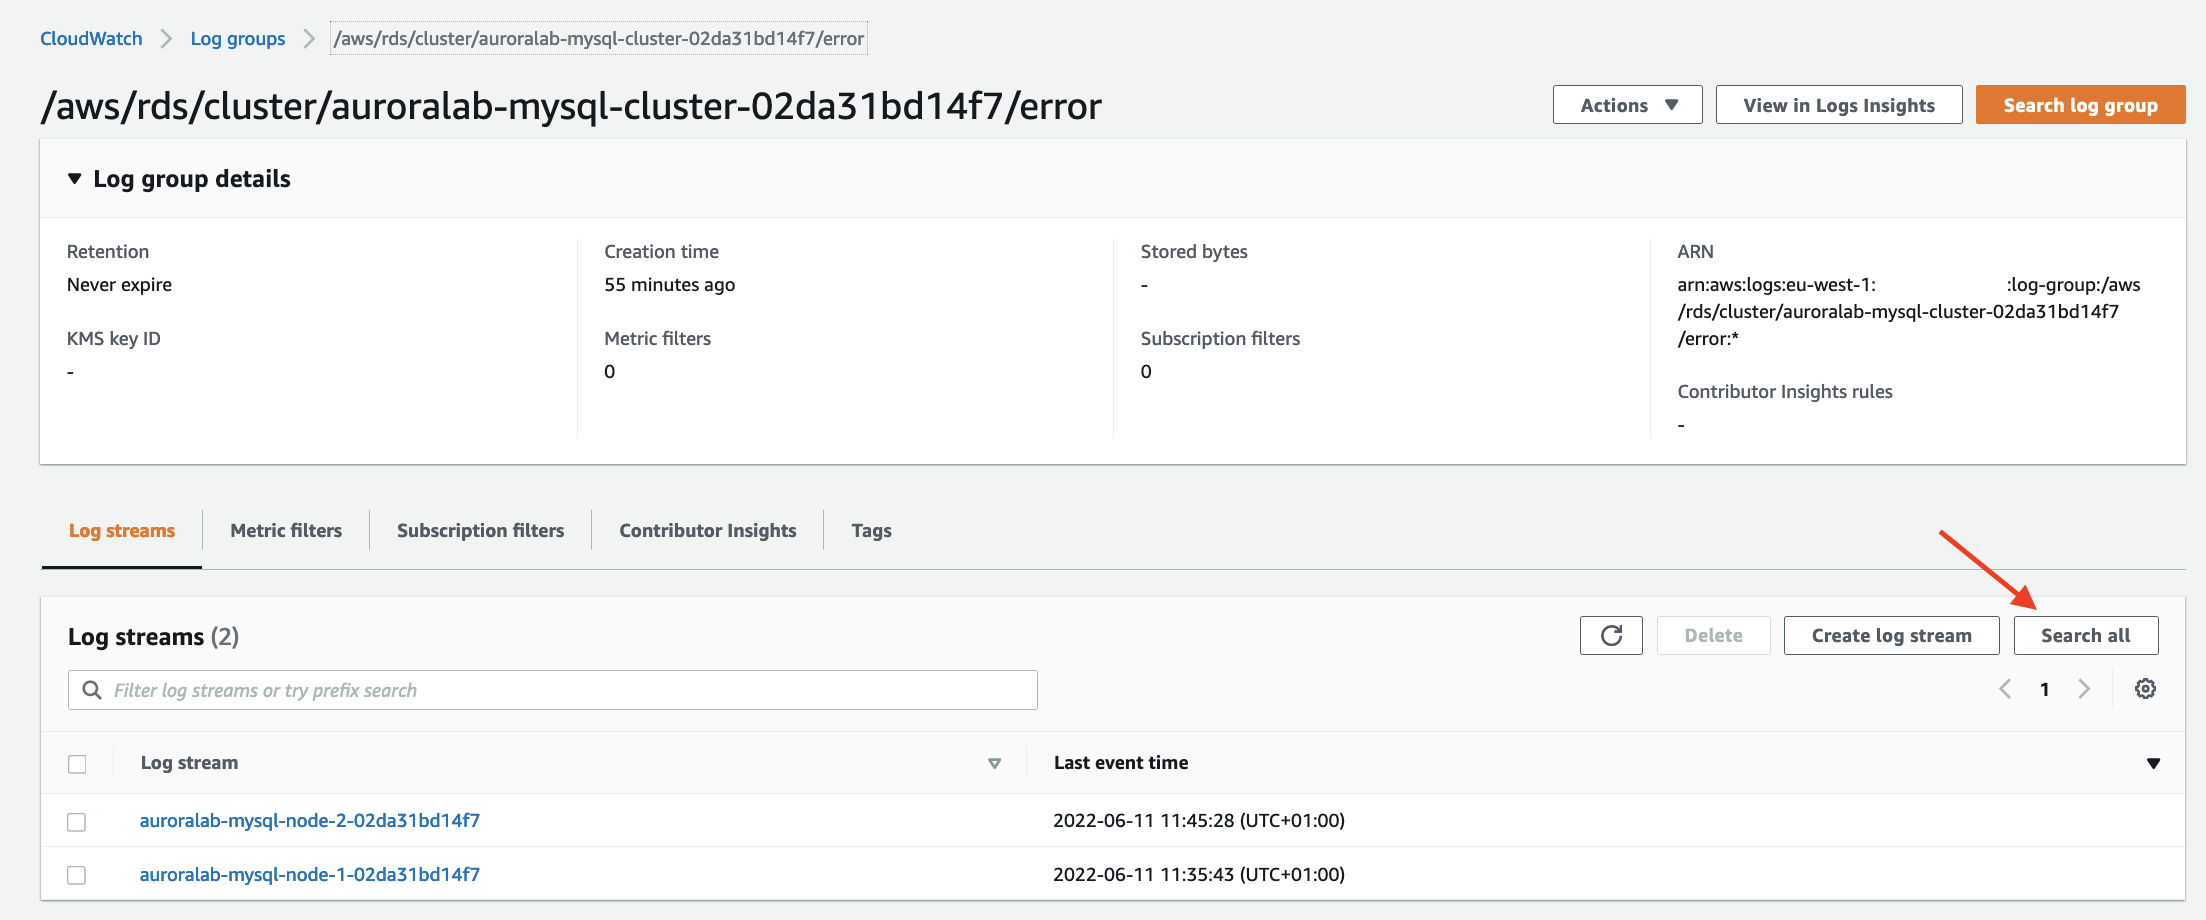 CloudWatch > Log groups > /aws/rds/cluster/auroralab-mysql-cluster-02da31bd14f7/error
/aws/rds/cluster/auroralab-mysql-cluster-02da31bd14f7/error
Actions ▼ View in Logs Insights Search log group
▼ Log group details
Retention
Never expire
KMS key ID
-
Creation time
55 minutes ago
Metric filters
0
Stored bytes
-
Subscription filters
0
ARN
arn:aws:logs:eu-west-1: :log-group:/aws
/rds/cluster/auroralab-mysql-cluster-02da31bd14f7
/error:*
Contributor Insights rules
-
Log streams Metric filters Subscription filters Contributor Insights Tags
Log streams (2)
Delete Create log stream Search all
Filter log streams or try prefix search
< 1 >
Log stream Last event time
auroralab-mysql-node-2-02da31bd14f7 2022-06-11 11:45:28 (UTC+01:00)
auroralab-mysql-node-1-02da31bd14f7 2022-06-11 11:35:43 (UTC+01:00)